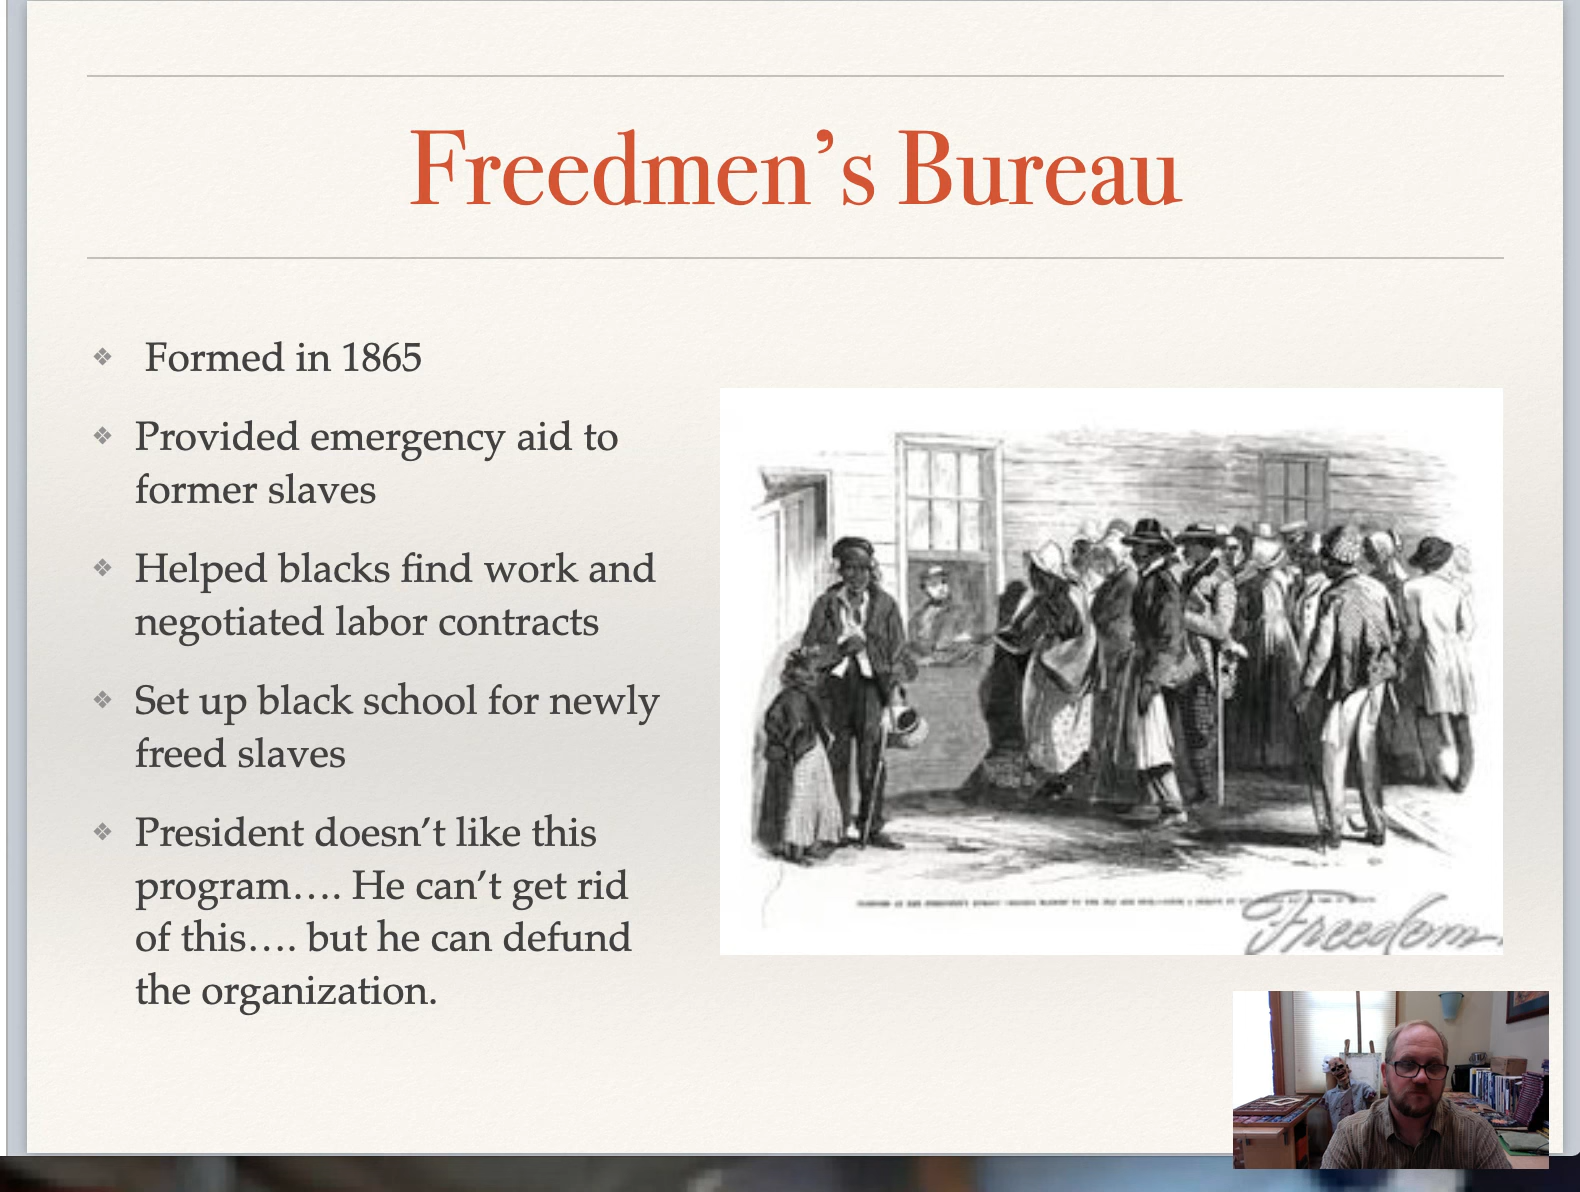 Freedmen’s Bureau
Formed in 1865
Provided emergency aid to
former slaves
Helped blacks find work and
negotiated labor contracts
Set up black school for newly
freed slaves
President doesn’t like this
program…. He can’t get rid
of this…. but he can defund
the organization.
Freedom